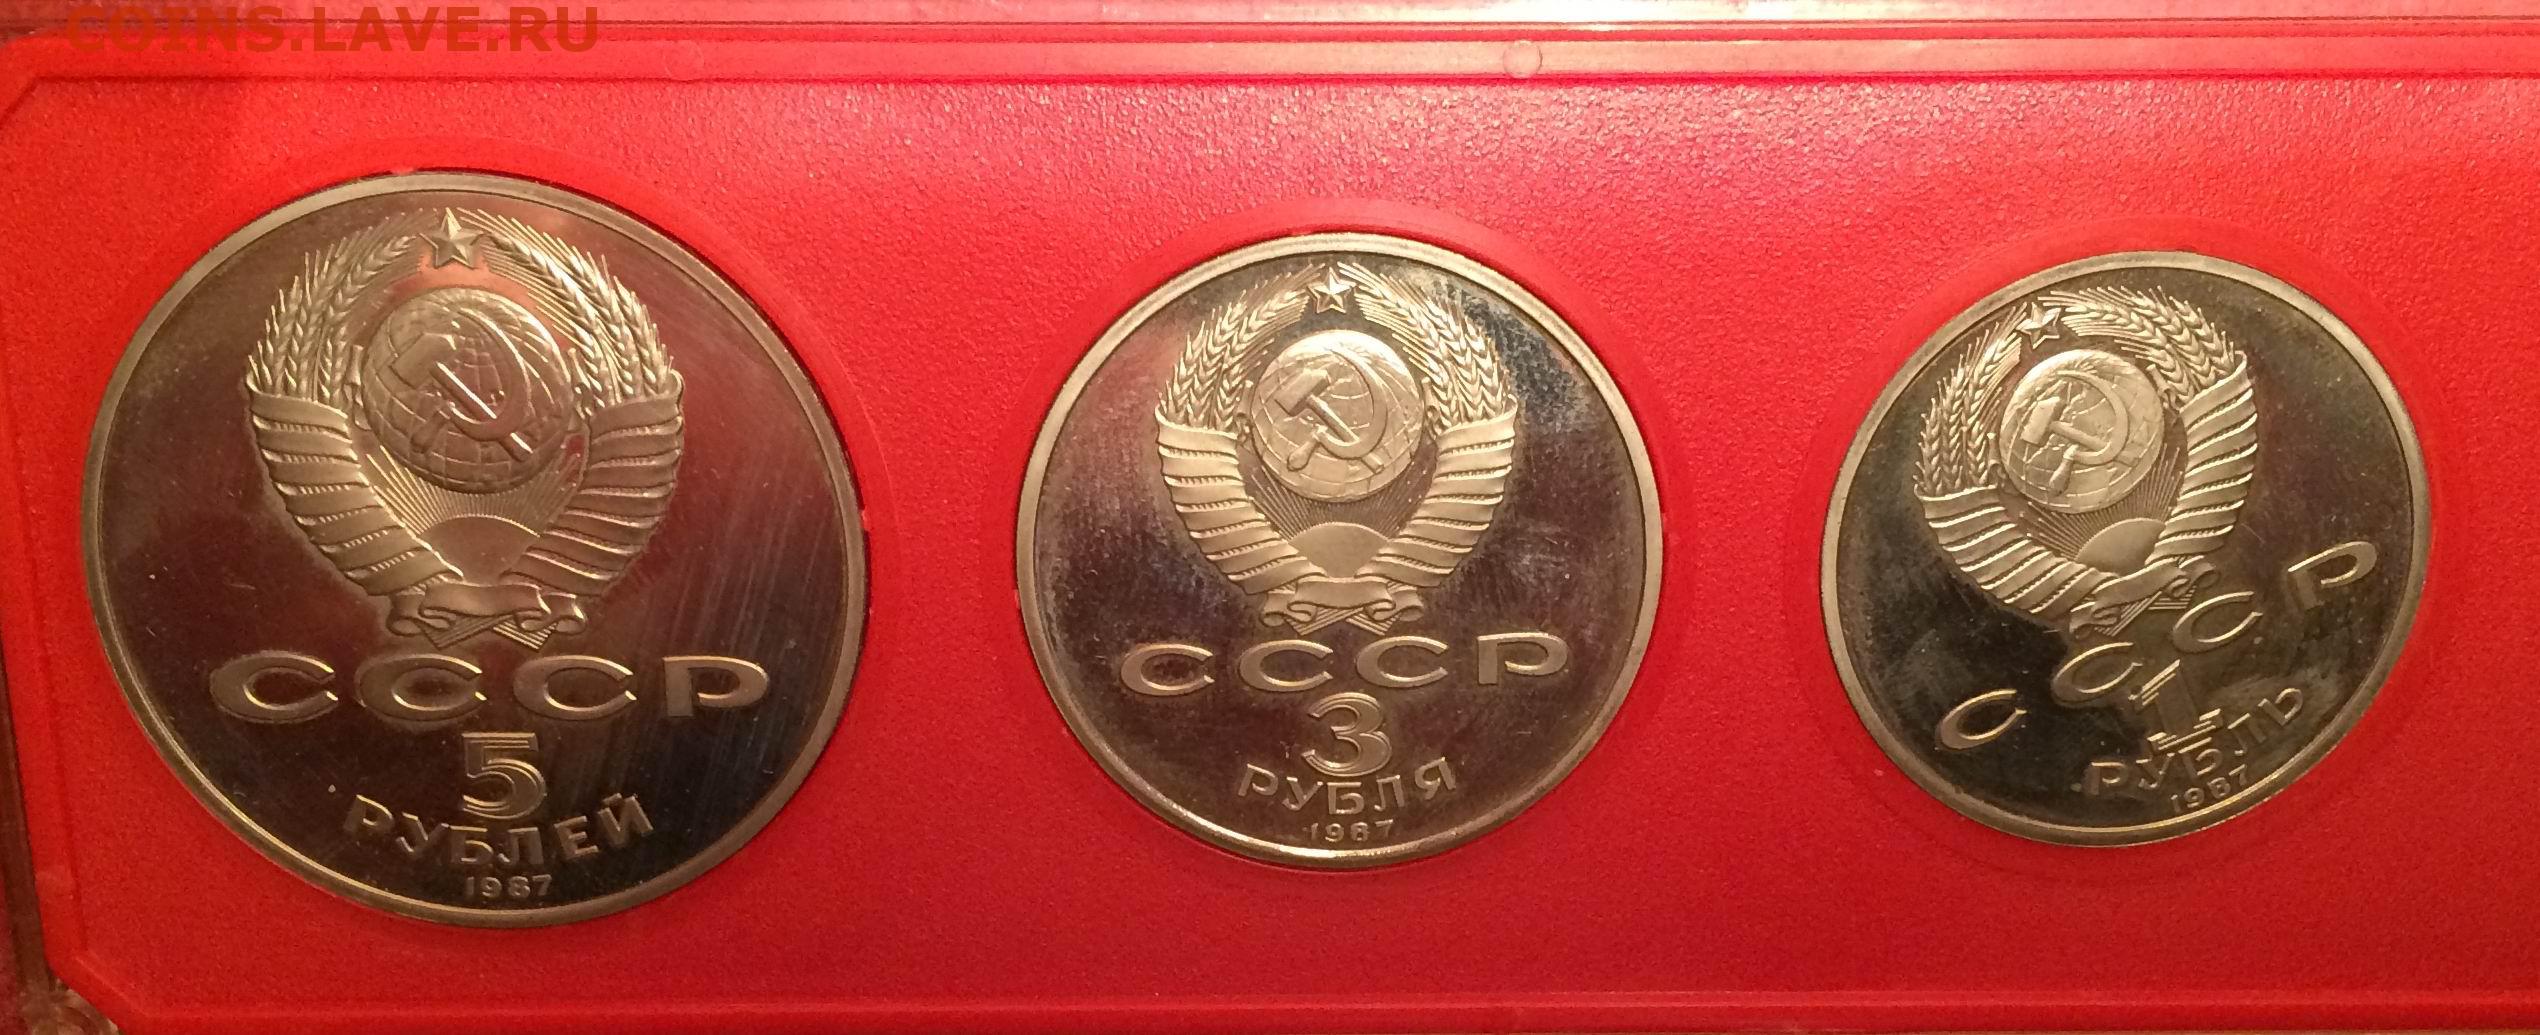 COINS.LAVE.RU
СССР
5
РУБЛЕЙ
1987
СССР
3
РУБЛЯ
1987
СССР
1
РУБЛЬ
1987